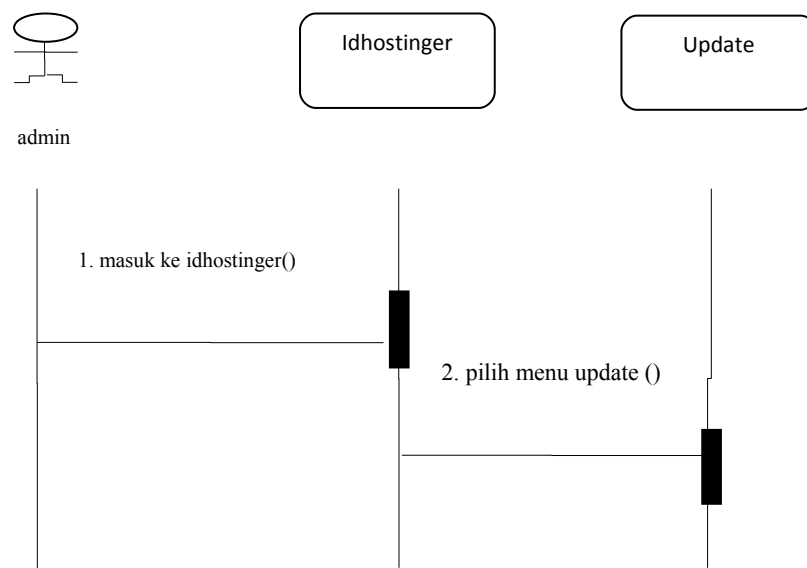 Idhostinger
Update
admin
1. masuk ke idhostinger()
2. pilih menu update ()